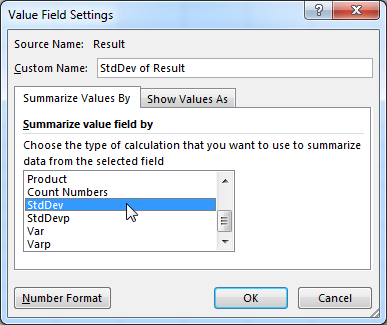 Value Field Settings
Source Name: Result
Custom Name: StdDev of Result
Summarize Values By Show Values As
Summarize value field by
Choose the type of calculation that you want to use to summarize
data from the selected field
Product
Count Numbers
StdDev
StdDevp
Var
Varp
Number Format OK Cancel